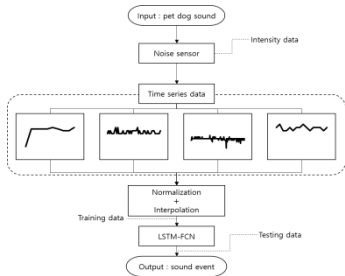 Input : pet dog sound
Intensity data
Noise sensor
Time series data
Normalization
+
Interpolation
Training data
LSTM-FCN
Testing data
Output : sound event